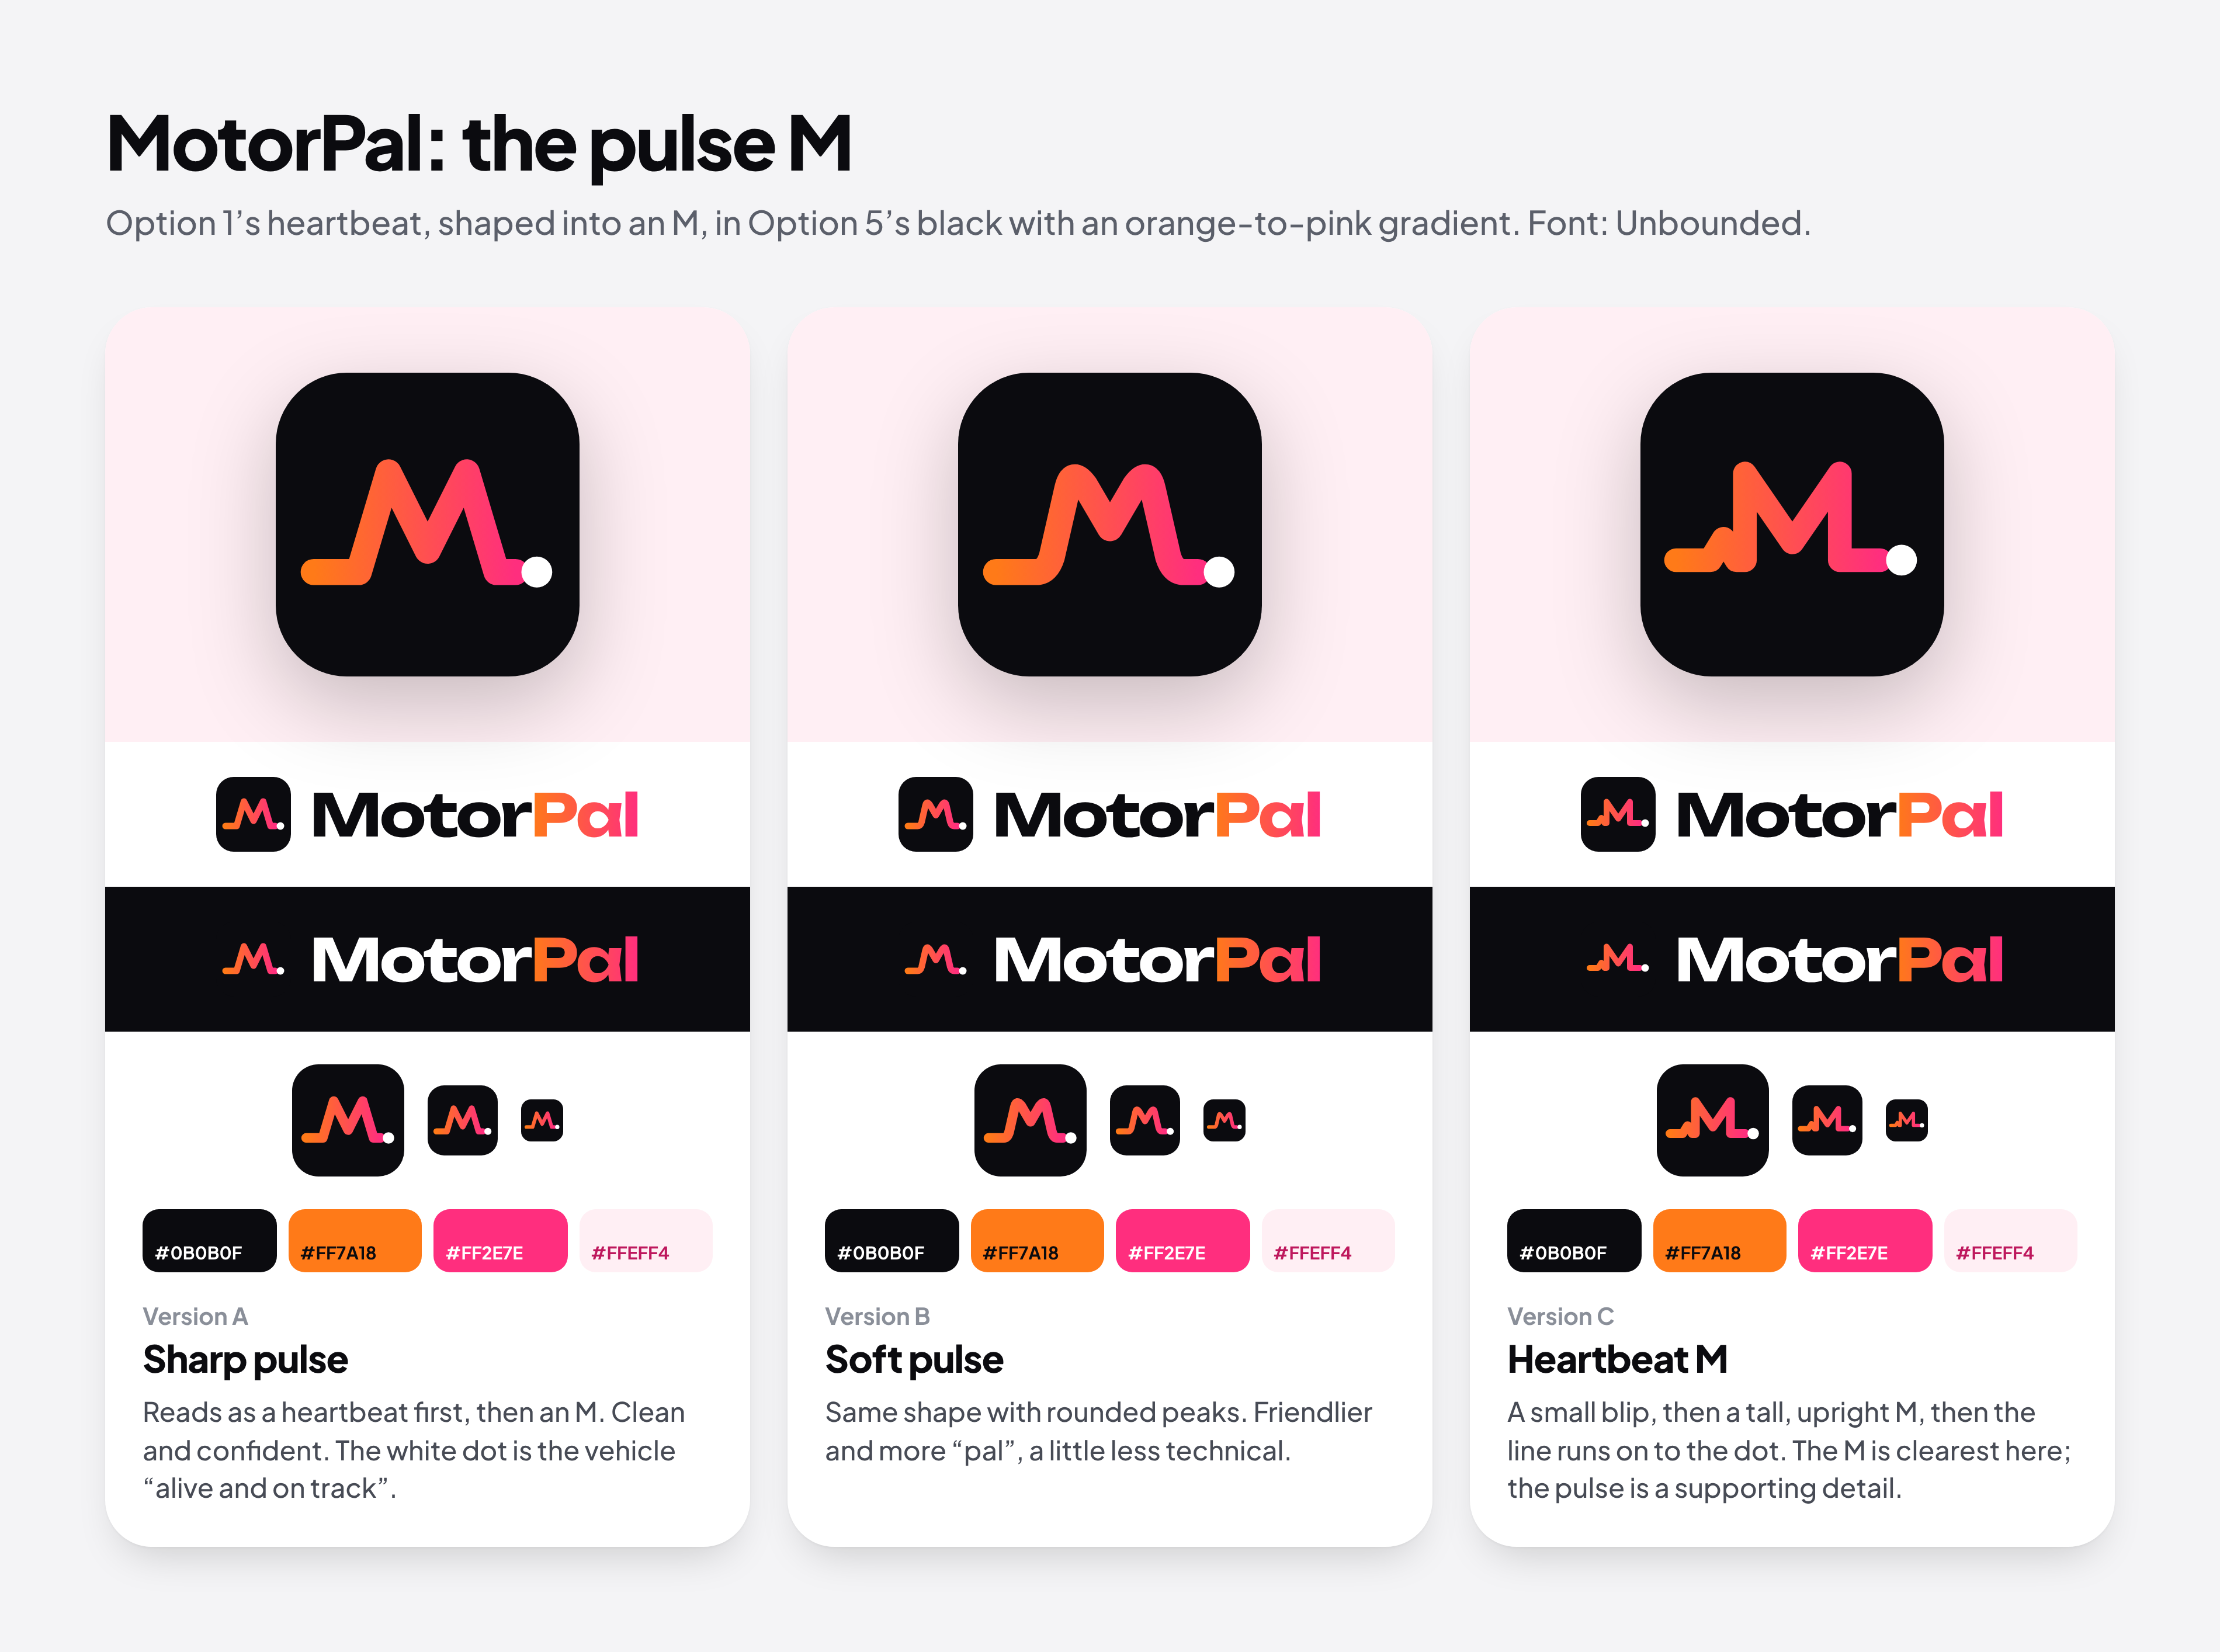 MotorPal: the pulse M
Option 1’s heartbeat, shaped into an M, in Option 5’s black with an orange-to-pink gradient. Font: Unbounded.
MotorPal
MotorPal
#0B0B0F
#FF7A18
#FF2E7E
#FFEFF4
Version A
Sharp pulse
Reads as a heartbeat first, then an M. Clean
and confident. The white dot is the vehicle
“alive and on track”.
MotorPal
MotorPal
#0B0B0F
#FF7A18
#FF2E7E
#FFEFF4
Version B
Soft pulse
Same shape with rounded peaks. Friendlier
and more “pal”, a little less technical.
MotorPal
MotorPal
#0B0B0F
#FF7A18
#FF2E7E
#FFEFF4
Version C
Heartbeat M
A small blip, then a tall, upright M, then the
line runs on to the dot. The M is clearest here;
the pulse is a supporting detail.